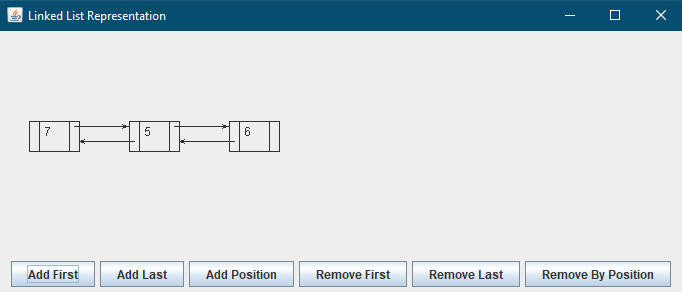 Linked List Representation
7 5 6
Add First Add Last Add Position Remove First Remove Last Remove By Position